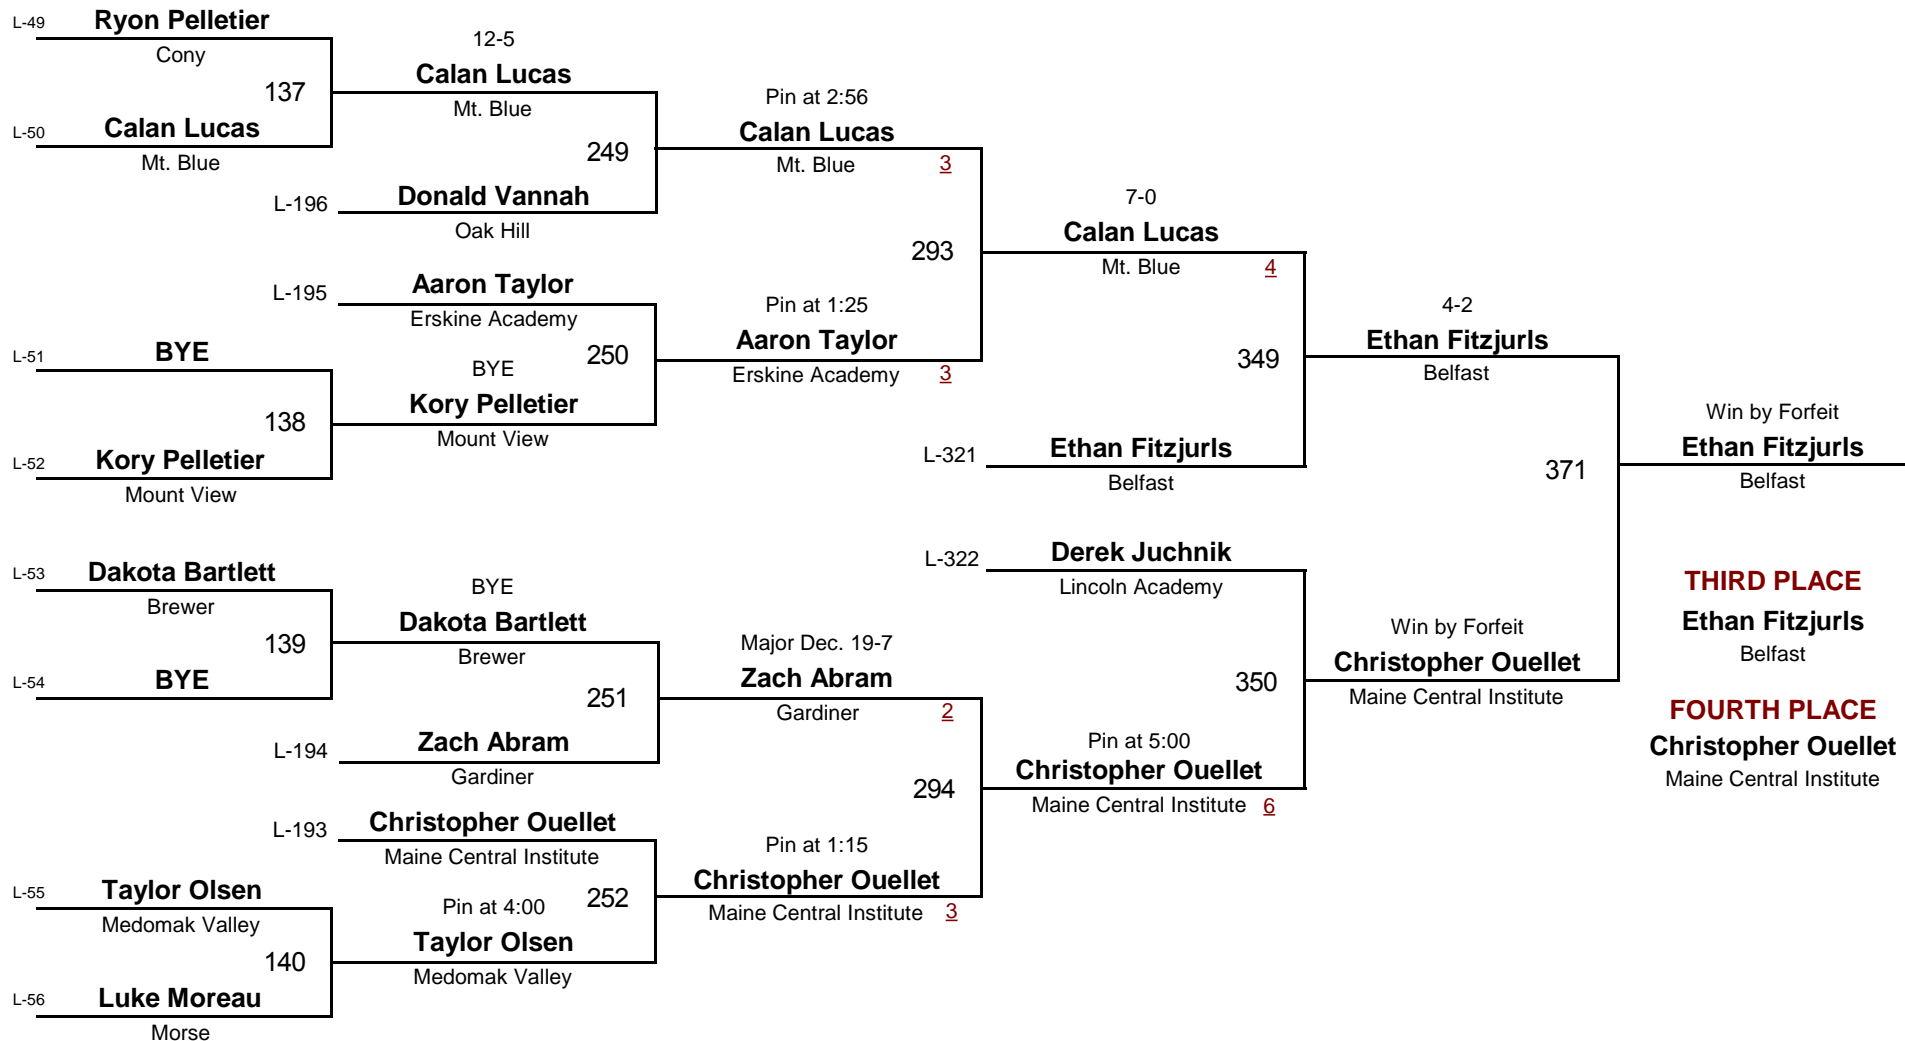 L-49 Ryon Pelletier
Cony
137
L-50 Calan Lucas
Mt. Blue
L-51 BYE
138
L-52 Kory Pelletier
Mount View
L-53 Dakota Bartlett
Brewer
139
L-54 BYE
L-55 Taylor Olsen
Medomak Valley
140
L-56 Luke Moreau
Morse
12-5
Calan Lucas
Mt. Blue
249
L-196 Donald Vannah
Oak Hill
L-195 Aaron Taylor
Erskine Academy
250
BYE
Kory Pelletier
Mount View
BYE
Dakota Bartlett
Brewer
251
L-194 Zach Abram
Gardiner
L-193 Christopher Ouellet
Maine Central Institute
252
Pin at 4:00
Taylor Olsen
Medomak Valley
Pin at 2:56
Calan Lucas
Mt. Blue 3
293
Pin at 1:25
Aaron Taylor
Erskine Academy 3
Major Dec. 19-7
Zach Abram
Gardiner 2
294
Pin at 1:15
Christopher Ouellet
Maine Central Institute 3
7-0
Calan Lucas
Mt. Blue 4
349
L-321 Ethan Fitzjurls
Belfast
L-322 Derek Juchnik
Lincoln Academy
350
Pin at 5:00
Christopher Ouellet
Maine Central Institute 6
4-2
Ethan Fitzjurls
Belfast
371
Win by Forfeit
Christopher Ouellet
Maine Central Institute
Win by Forfeit
Ethan Fitzjurls
Belfast
THIRD PLACE
Ethan Fitzjurls
Belfast
FOURTH PLACE
Christopher Ouellet
Maine Central Institute